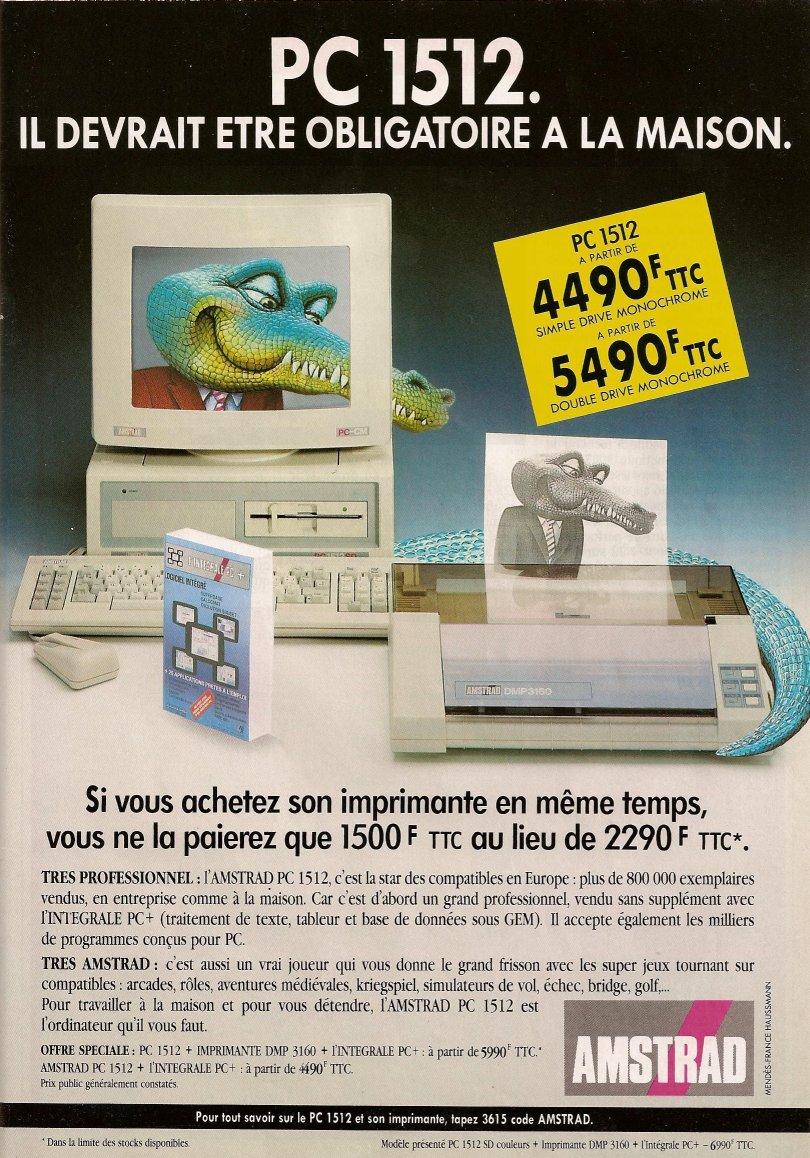 PC 1512.
IL DEVRAIT ETRE OBLIGATOIRE A LA MAISON.
PC 1512
A PARTIR DE
4490F TTC
SIMPLE DRIVE MONOCHROME
A PARTIR DE
5490F TTC
DOUBLE DRIVE MONOCHROME
AMSTRAD
PC-CM
L'INTEGRALE PC +
LOGICIEL INTÉGRÉ
AMSTRAD DMP 3160
Si vous achetez son imprimante en même temps,
vous ne la paierez que 1500 F TTC au lieu de 2290 F TTC*.
TRES PROFESSIONNEL : l'AMSTRAD PC 1512, c'est la star des compatibles en Europe : plus de 800 000 exemplaires
vendus, en entreprise comme à la maison. Car c'est d'abord un grand professionnel, vendu sans supplément avec
l'INTEGRALE PC+ (traitement de texte, tableur et base de données sous GEM). Il accepte également les milliers
de programmes conçus pour PC.
TRES AMSTRAD : c'est aussi un vrai joueur qui vous donne le grand frisson avec les super jeux tournant sur
compatibles : arcades, rôles, aventures médiévales, kriegspiel, simulateurs de vol, échec, bridge, golf,...
Pour travailler à la maison et pour vous détendre, l'AMSTRAD PC 1512 est
l'ordinateur qu'il vous faut.
OFFRE SPECIALE : PC 1512 + IMPRIMANTE DMP 3160 + l'INTEGRALE PC+ : à partir de 5990F TTC.*
AMSTRAD PC 1512 + l'INTEGRALE PC+ : à partir de 4490F TTC.
Prix public généralement constatés.
AMSTRAD
MENDÈS-FRANCE HAUSSMANN
Pour tout savoir sur le PC 1512 et son imprimante, tapez 3615 code AMSTRAD.
* Dans la limite des stocks disponibles.
Modèle présenté PC 1512 SD couleurs + Imprimante DMP 3160 + l'Intégrale PC+ – 6990F TTC.